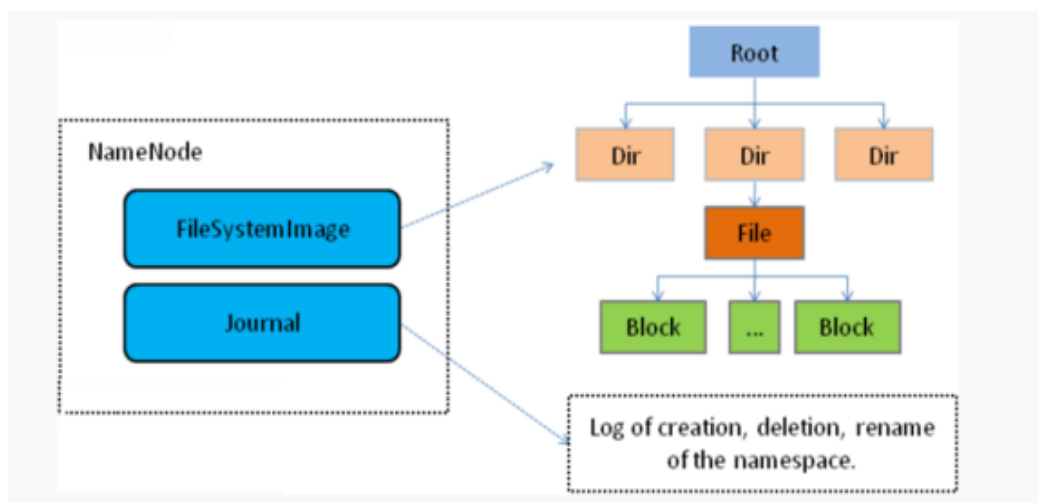 Root
NameNode
Dir
Dir
Dir
FileSystemImage
File
Journal
Block
...
Block
Log of creation, deletion, rename
of the namespace.